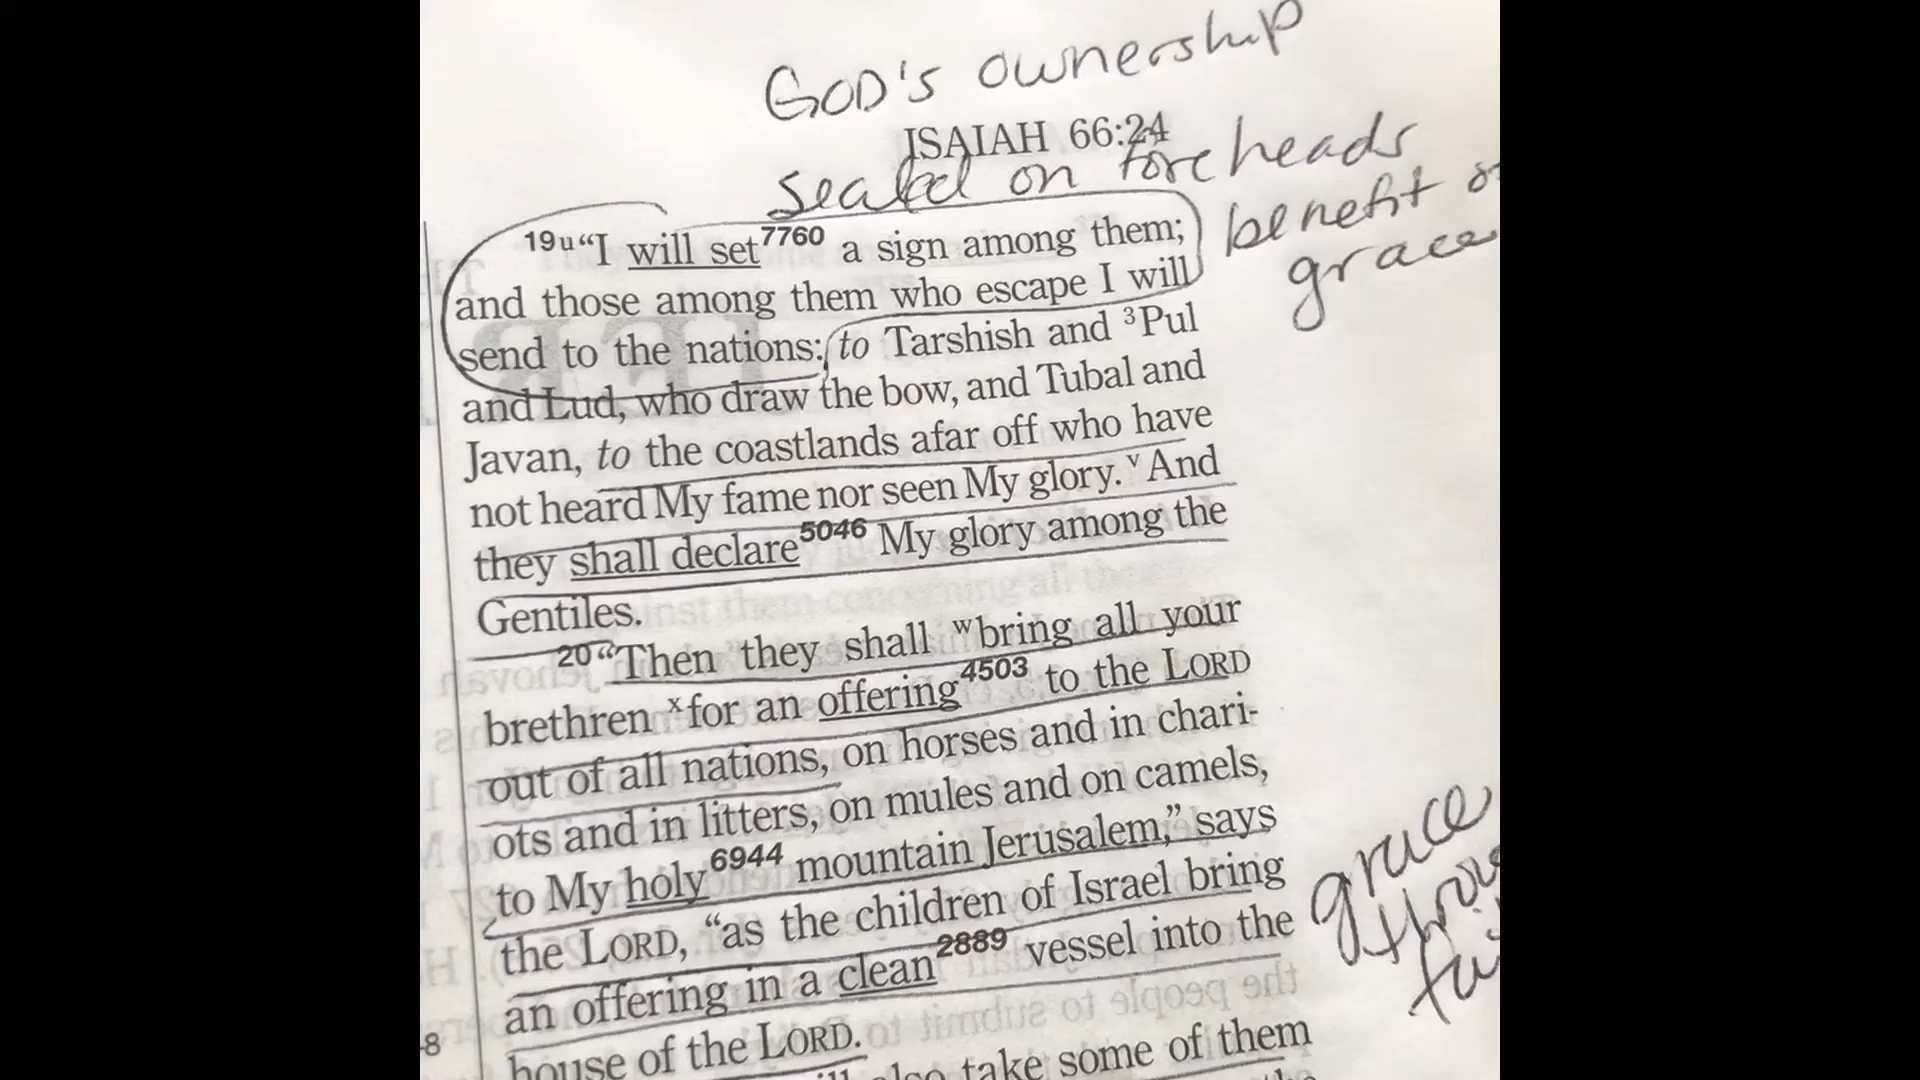 GOD'S ownership
ISAIAH 66:24
Sealed on foreheads
benefit
grace
19u“I will set7760 a sign among them;
and those among them who escape I will
send to the nations: to Tarshish and 3Pul
and Lud, who draw the bow, and Tubal and
Javan, to the coastlands afar off who have
not heard My fame nor seen My glory. vAnd
they shall declare5046 My glory among the
Gentiles.
20“Then they shall wbring all your
brethren xfor an offering4503 to the LORD
out of all nations, on horses and in chari-
ots and in litters, on mules and on camels,
to My holy6944 mountain Jerusalem,” says
the LORD, “as the children of Israel bring
an offering in a clean2889 vessel into the
house of the LORD.
take some of them
grace
8